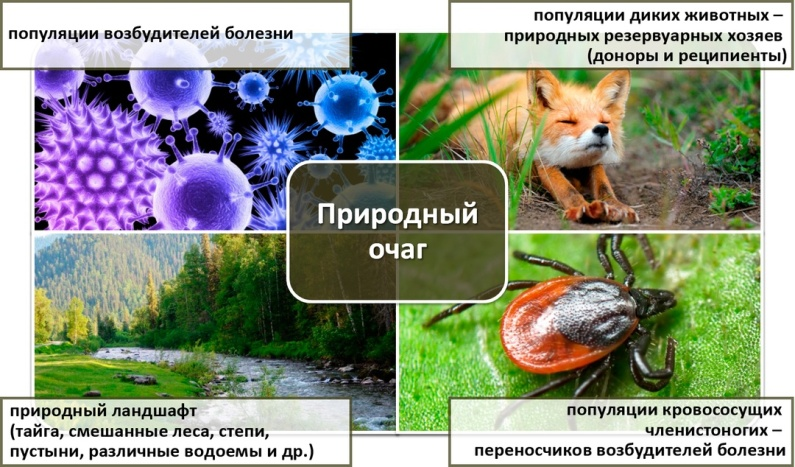 популяции возбудителей болезни
популяции диких животных –
природных резервуарных хозяев
(доноры и реципиенты)
Природный
очаг
природный ландшафт
(тайга, смешанные леса, степи,
пустыни, различные водоемы и др.)
популяции кровососущих
членистоногих –
переносчиков возбудителей болезни